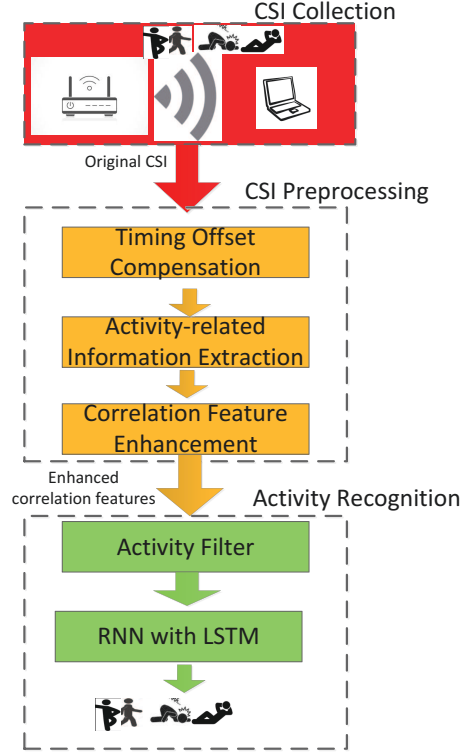 CSI Collection
Original CSI
CSI Preprocessing
Timing Offset
Compensation
Activity-related
Information Extraction
Correlation Feature
Enhancement
Enhanced
correlation features
Activity Recognition
Activity Filter
RNN with LSTM